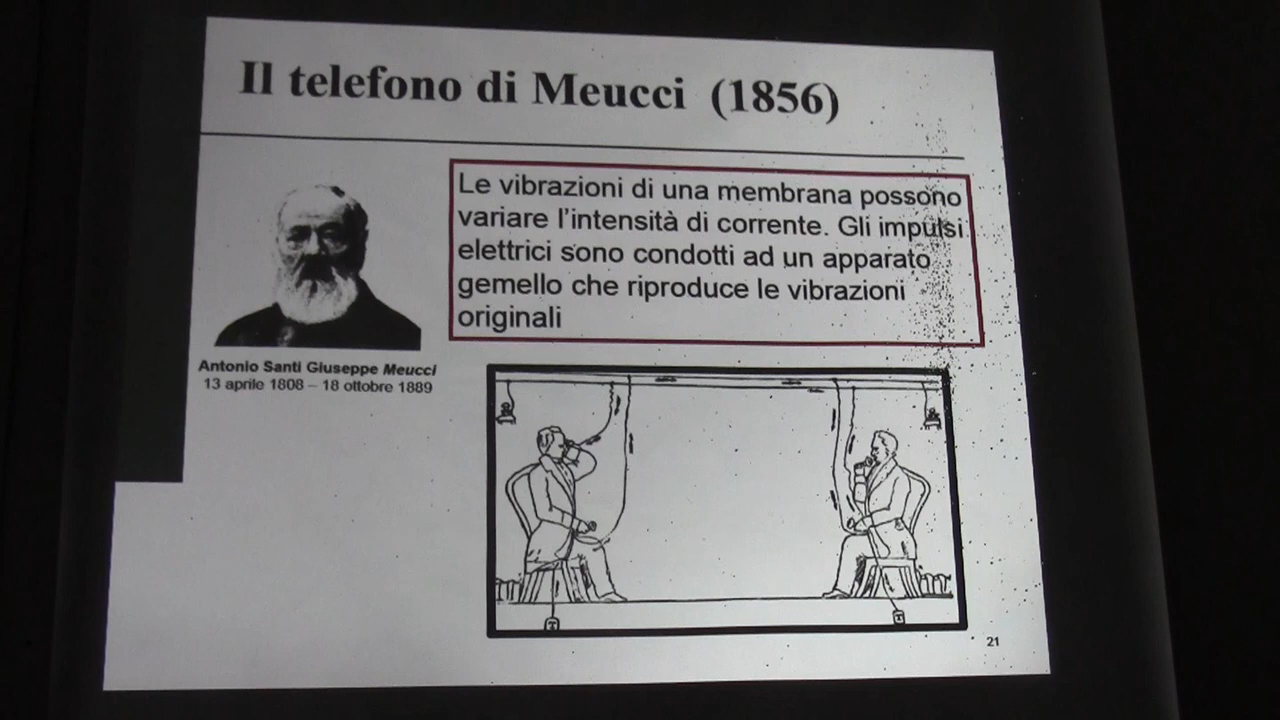 Il telefono di Meucci (1856)
Le vibrazioni di una membrana possono
variare l'intensità di corrente. Gli impulsi
elettrici sono condotti ad un apparato
gemello che riproduce le vibrazioni
originali
Antonio Santi Giuseppe Meucci
13 aprile 1808 – 18 ottobre 1889
21